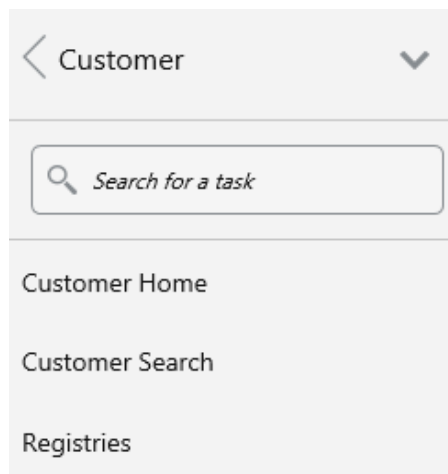 Customer
Search for a task
Customer Home
Customer Search
Registries